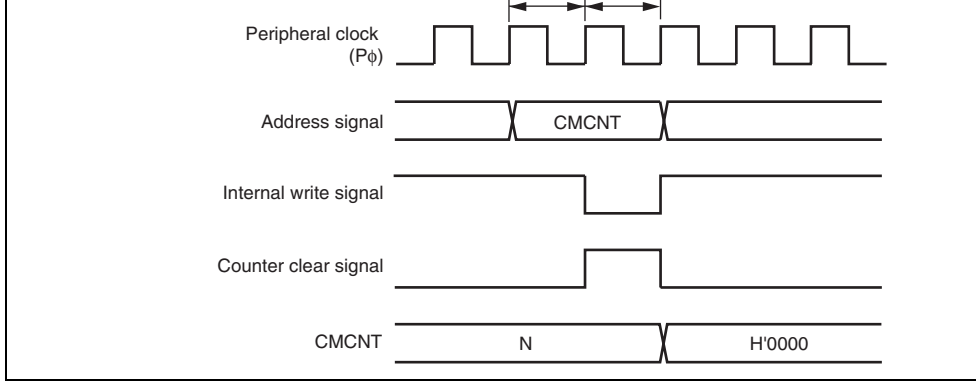 Peripheral clock
(Pϕ)
Address signal
CMCNT
Internal write signal
Counter clear signal
CMCNT
N
H'0000